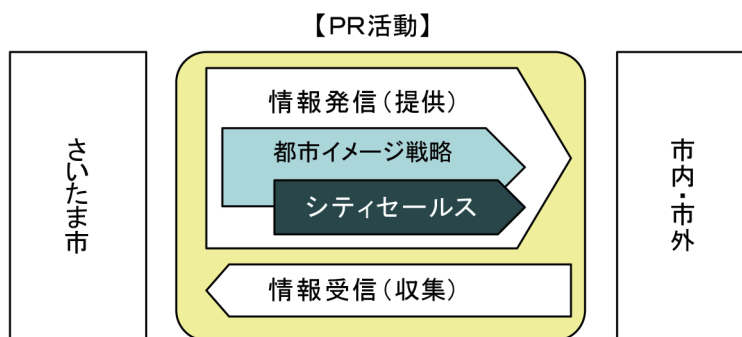 【PR活動】
さいたま市
情報発信（提供）
都市イメージ戦略
シティセールス
情報受信（収集）
市内・市外